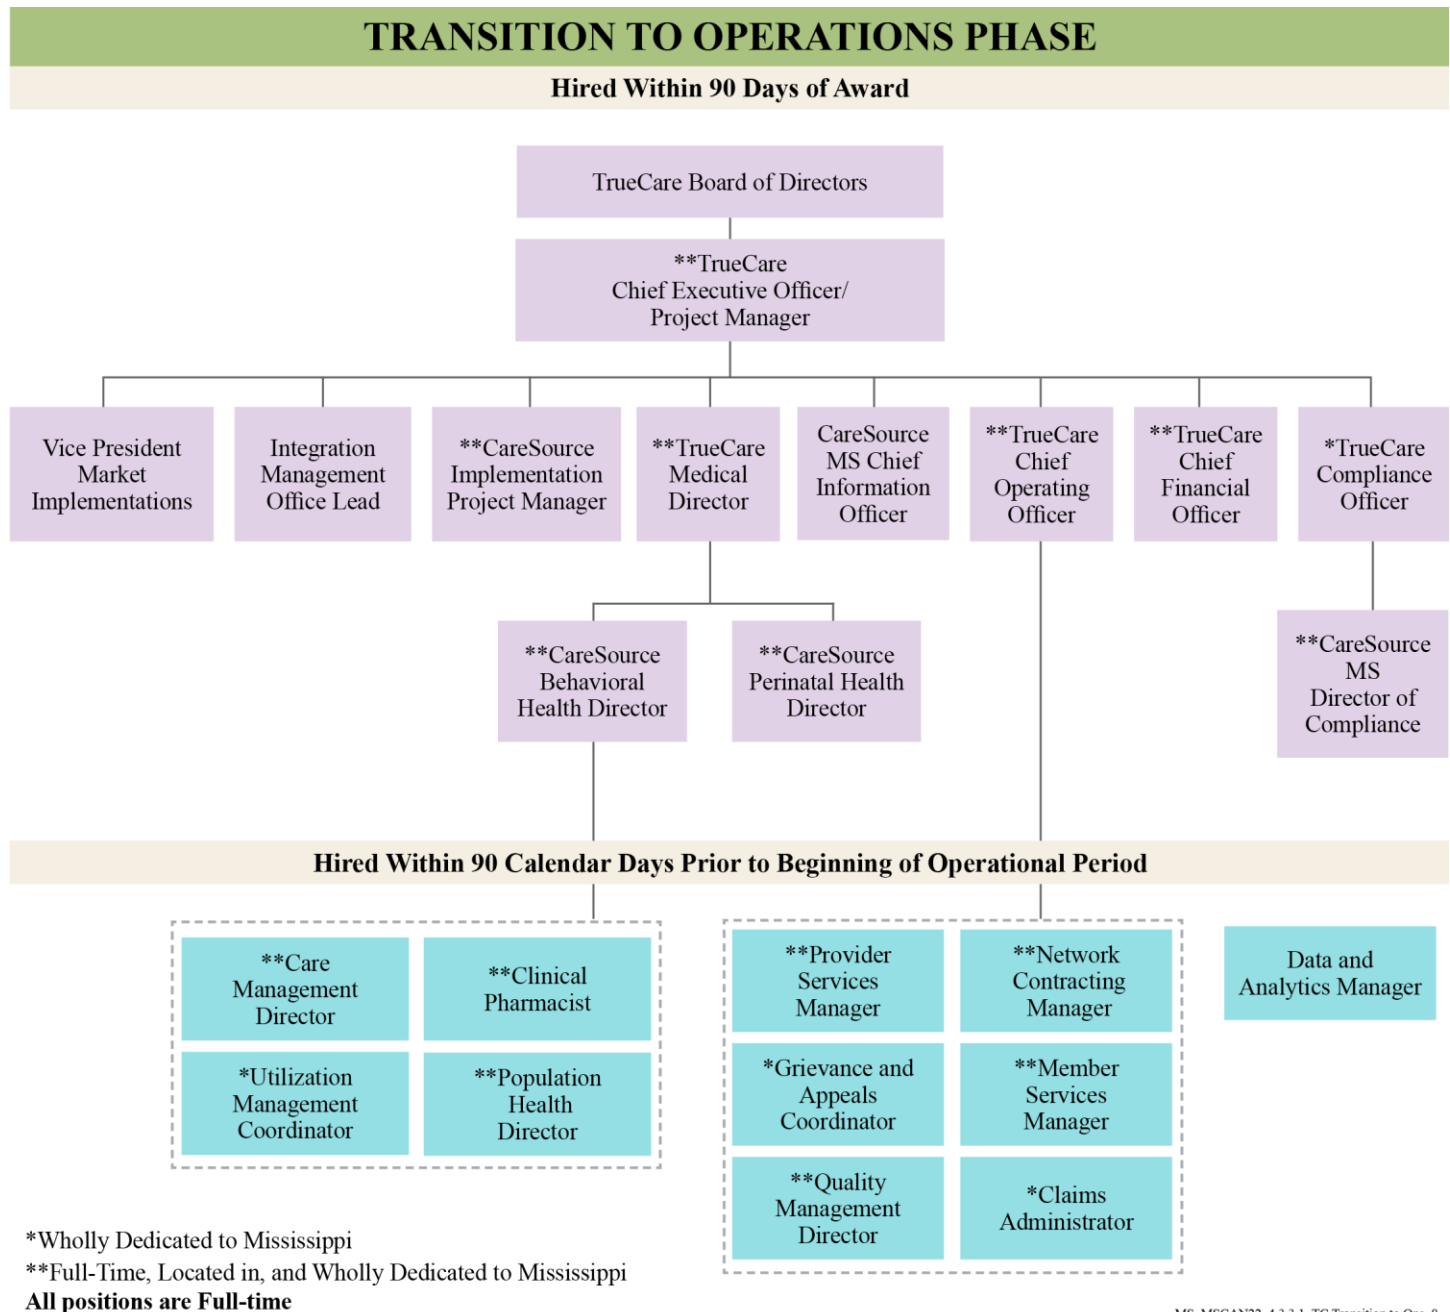 TRANSITION TO OPERATIONS PHASE
Hired Within 90 Days of Award
TrueCare Board of Directors
**TrueCare
Chief Executive Officer/
Project Manager
Vice President
Market
Implementations
Integration
Management
Office Lead
**CareSource
Implementation
Project Manager
**TrueCare
Medical
Director
CareSource
MS Chief
Information
Officer
**TrueCare
Chief
Operating
Officer
**TrueCare
Chief
Financial
Officer
*TrueCare
Compliance
Officer
**CareSource
Behavioral
Health Director
**CareSource
Perinatal Health
Director
**CareSource
MS
Director of
Compliance
Hired Within 90 Calendar Days Prior to Beginning of Operational Period
**Care
Management
Director
**Clinical
Pharmacist
*Utilization
Management
Coordinator
**Population
Health
Director
**Provider
Services
Manager
**Network
Contracting
Manager
*Grievance and
Appeals
Coordinator
**Member
Services
Manager
**Quality
Management
Director
*Claims
Administrator
Data and
Analytics Manager
*Wholly Dedicated to Mississippi
**Full-Time, Located in, and Wholly Dedicated to Mississippi
All positions are Full-time